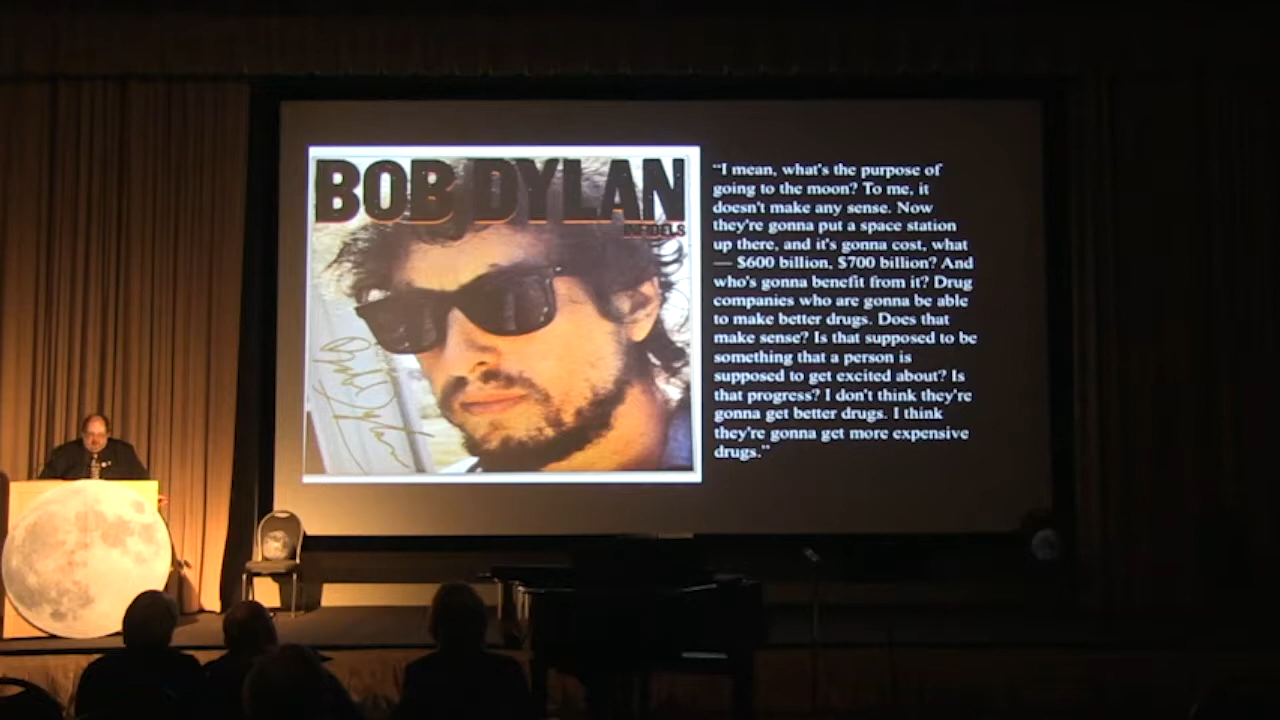 BOB DYLAN
INFIDELS
Bob Dylan
“I mean, what's the purpose of
going to the moon? To me, it
doesn't make any sense. Now
they're gonna put a space station
up there, and it's gonna cost, what
— $600 billion, $700 billion? And
who's gonna benefit from it? Drug
companies who are gonna be able
to make better drugs. Does that
make sense? Is that supposed to be
something that a person is
supposed to get excited about? Is
that progress? I don't think they're
gonna get better drugs. I think
they're gonna get more expensive
drugs.”